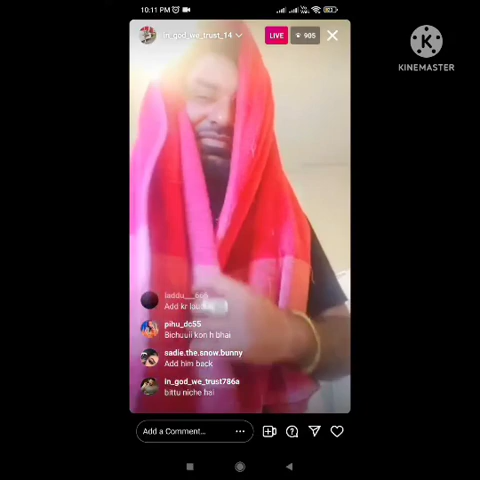 10:11 PM
in_god_we_trust_14
LIVE
905
KINEMASTER
Add kr
pihu_dc55
Bichuuii kon h bhai
sadie.the.snow.bunny
Add him back
in_god_we_trust786a
bittu niche hai
Add a Comment...